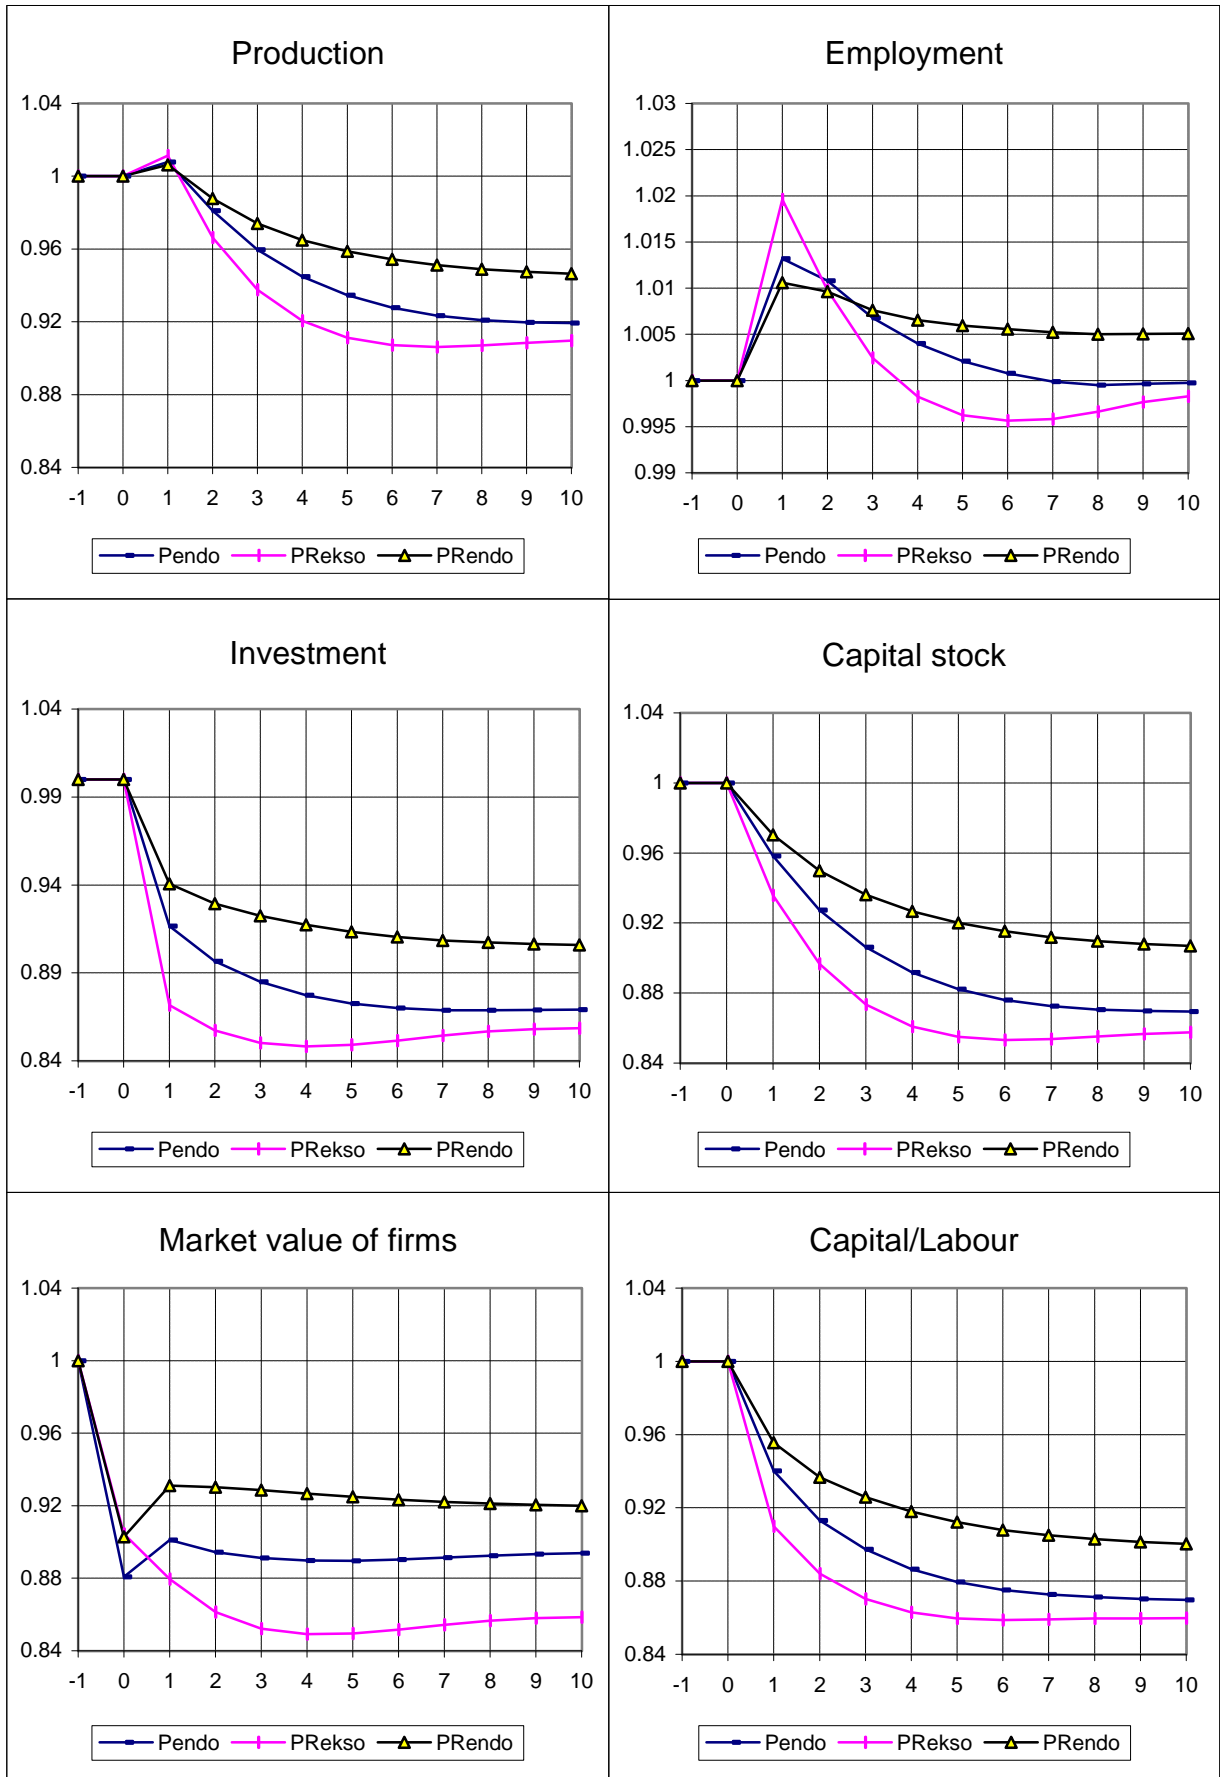 Production
1.04
1
0.96
0.92
0.88
0.84
-1 0 1 2 3 4 5 6 7 8 9 10
Pendo PRekso PRendo
Employment
1.03
1.025
1.02
1.015
1.01
1.005
1
0.995
0.99
-1 0 1 2 3 4 5 6 7 8 9 10
Pendo PRekso PRendo
Investment
1.04
0.99
0.94
0.89
0.84
-1 0 1 2 3 4 5 6 7 8 9 10
Pendo PRekso PRendo
Capital stock
1.04
1
0.96
0.92
0.88
0.84
-1 0 1 2 3 4 5 6 7 8 9 10
Pendo PRekso PRendo
Market value of firms
1.04
1
0.96
0.92
0.88
0.84
-1 0 1 2 3 4 5 6 7 8 9 10
Pendo PRekso PRendo
Capital/Labour
1.04
1
0.96
0.92
0.88
0.84
-1 0 1 2 3 4 5 6 7 8 9 10
Pendo PRekso PRendo